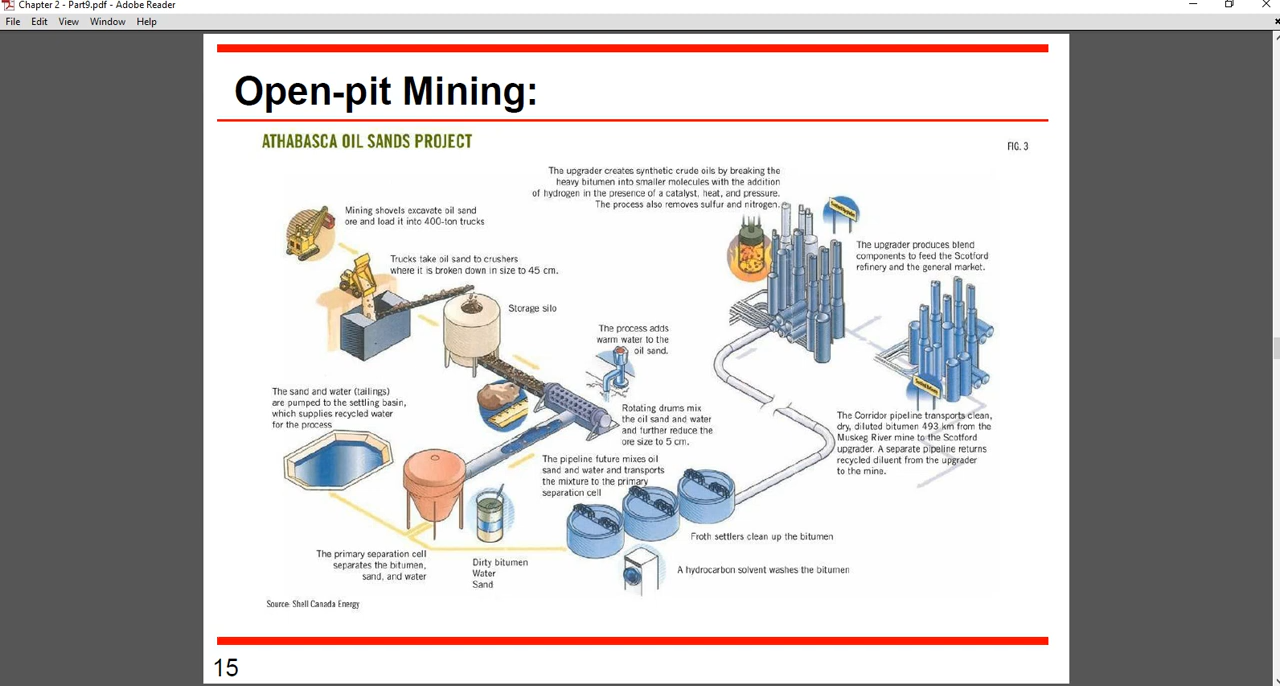 Chapter 2 - Part9.pdf - Adobe Reader
File Edit View Window Help
Open-pit Mining:
ATHABASCA OIL SANDS PROJECT
FIG. 3
The upgrader creates synthetic crude oils by breaking the
heavy bitumen into smaller molecules with the addition
of hydrogen in the presence of a catalyst, heat, and pressure.
The process also removes sulfur and nitrogen.
Mining shovels excavate oil sand
ore and load it into 400-ton trucks
The upgrader produces blend
components to feed the Scotford
refinery and the general market.
Trucks take oil sand to crushers
where it is broken down in size to 45 cm.
Storage silo
The process adds
warm water to the
oil sand.
The sand and water (tailings)
are pumped to the settling basin,
which supplies recycled water
for the process
Rotating drums mix
the oil sand and water
and further reduce the
ore size to 5 cm.
The Corridor pipeline transports clean,
dry, diluted bitumen 493 km from the
Muskeg River mine to the Scotford
upgrader. A separate pipeline returns
recycled diluent from the upgrader
to the mine.
The pipeline future mixes oil
sand and water and transports
the mixture to the primary
separation cell
Froth settlers clean up the bitumen
The primary separation cell
separates the bitumen,
sand, and water
Dirty bitumen
Water
Sand
A hydrocarbon solvent washes the bitumen
Source: Shell Canada Energy
15